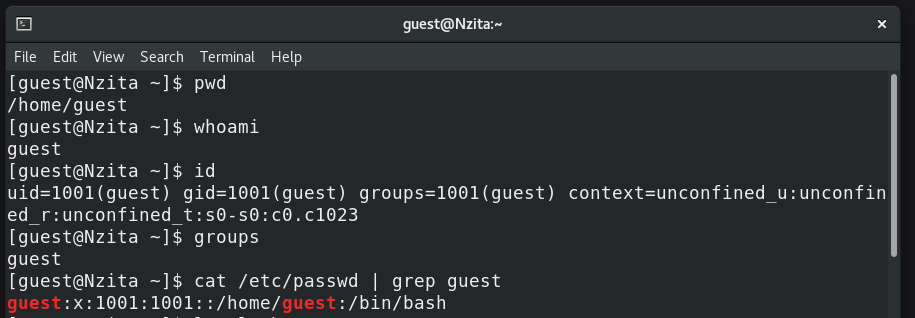 guest@Nzita:~
File Edit View Search Terminal Help
[guest@Nzita ~]$ pwd
/home/guest
[guest@Nzita ~]$ whoami
guest
[guest@Nzita ~]$ id
uid=1001(guest) gid=1001(guest) groups=1001(guest) context=unconfined_u:unconfin
ed_r:unconfined_t:s0-s0:c0.c1023
[guest@Nzita ~]$ groups
guest
[guest@Nzita ~]$ cat /etc/passwd | grep guest
guest:x:1001:1001::/home/guest:/bin/bash